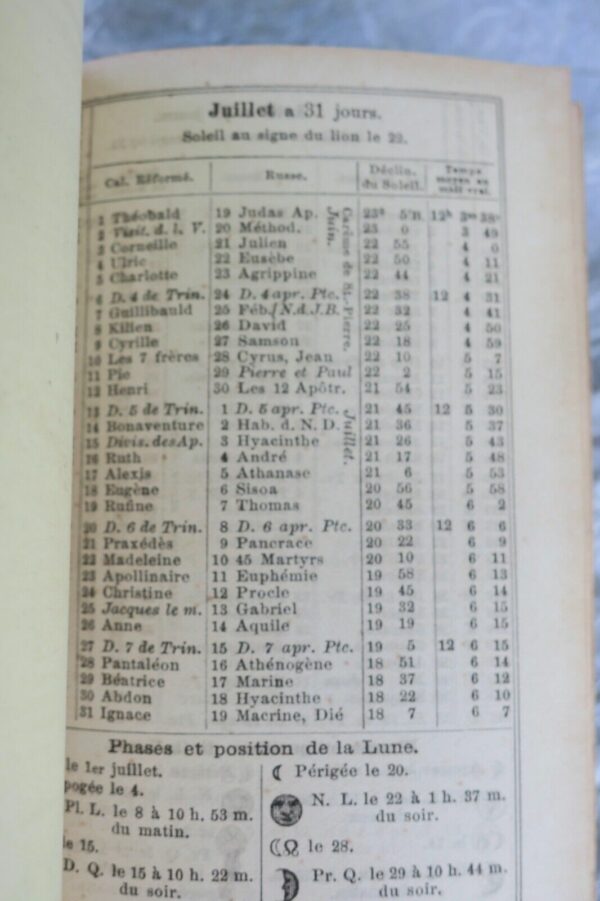 Juillet a 31 jours.
Soleil au signe du lion le 22.
Cal. Réformé. Russe. Déclin. du Soleil. Temps moyen au midi vrai.
1 Théobald 19 Judas Ap. 23° 5' B. 12h 3m 38s
2 Visit. d. l. V. 20 Méthod. 23 0 3 49
3 Corneille 21 Julien 22 55 4 0
4 Ulric 22 Eusèbe 22 50 4 11
5 Charlotte 23 Agrippine 22 44 4 21
6 D. 4 de Trin. 24 D. 4 apr. Ptc. 22 38 12 4 31
7 Guillibauld 25 Féb. [N.d.J.B. 22 32 4 41
8 Kilien 26 David 22 25 4 50
9 Cyrille 27 Samson 22 18 4 59
10 Les 7 frères 28 Cyrus, Jean 22 10 5 7
11 Pie 29 Pierre et Paul 22 2 5 15
12 Henri 30 Les 12 Apôtr. 21 54 5 23
Carême de St-Pierre.
Juin.
13 D. 5 de Trin. 1 D. 5 apr. Ptc. 21 45 12 5 30
14 Bonaventure 2 Hab. d. N. D. 21 36 5 37
15 Divis. des Ap. 3 Hyacinthe 21 26 5 43
16 Ruth 4 André 21 17 5 48
17 Alexis 5 Athanase 21 6 5 53
18 Eugène 6 Sisoa 20 56 5 58
19 Rufine 7 Thomas 20 45 6 2
Juillet.
20 D. 6 de Trin. 8 D. 6 apr. Ptc. 20 33 12 6 6
21 Praxédès 9 Pancrace 20 22 6 9
22 Madeleine 10 45 Martyrs 20 10 6 11
23 Apollinaire 11 Euphémie 19 58 6 13
24 Christine 12 Procle 19 45 6 14
25 Jacques le m. 13 Gabriel 19 32 6 15
26 Anne 14 Aquile 19 19 6 15
27 D. 7 de Trin. 15 D. 7 apr. Ptc. 19 5 12 6 15
28 Pantaléon 16 Athénogène 18 51 6 14
29 Béatrice 17 Marine 18 37 6 12
30 Abdon 18 Hyacinthe 18 22 6 10
31 Ignace 19 Macrine, Dié 18 7 6 7
Phases et position de la Lune.
le 1er juillet.
pogée le 4.
Pl. L. le 8 à 10 h. 53 m.
du matin.
le 15.
D. Q. le 15 à 10 h. 22 m.
du soir.
☾ Périgée le 20.
N. L. le 22 à 1 h. 37 m.
du soir.
☾☊ le 28.
Pr. Q. le 29 à 10 h. 44 m.
du soir.